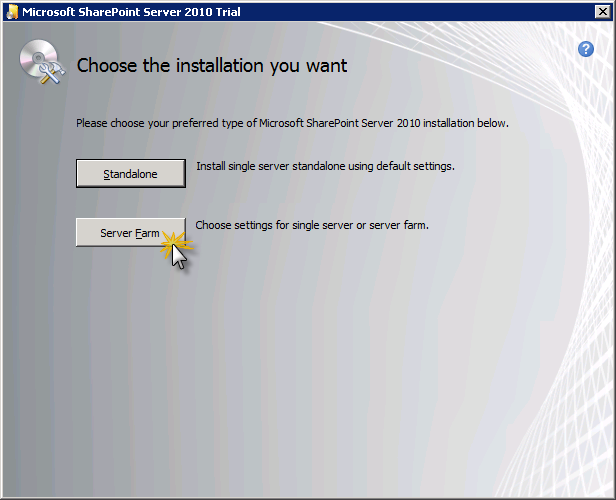 Microsoft SharePoint Server 2010 Trial
Choose the installation you want
?
Please choose your preferred type of Microsoft SharePoint Server 2010 installation below.
Standalone
Install single server standalone using default settings.
Server Farm
Choose settings for single server or server farm.